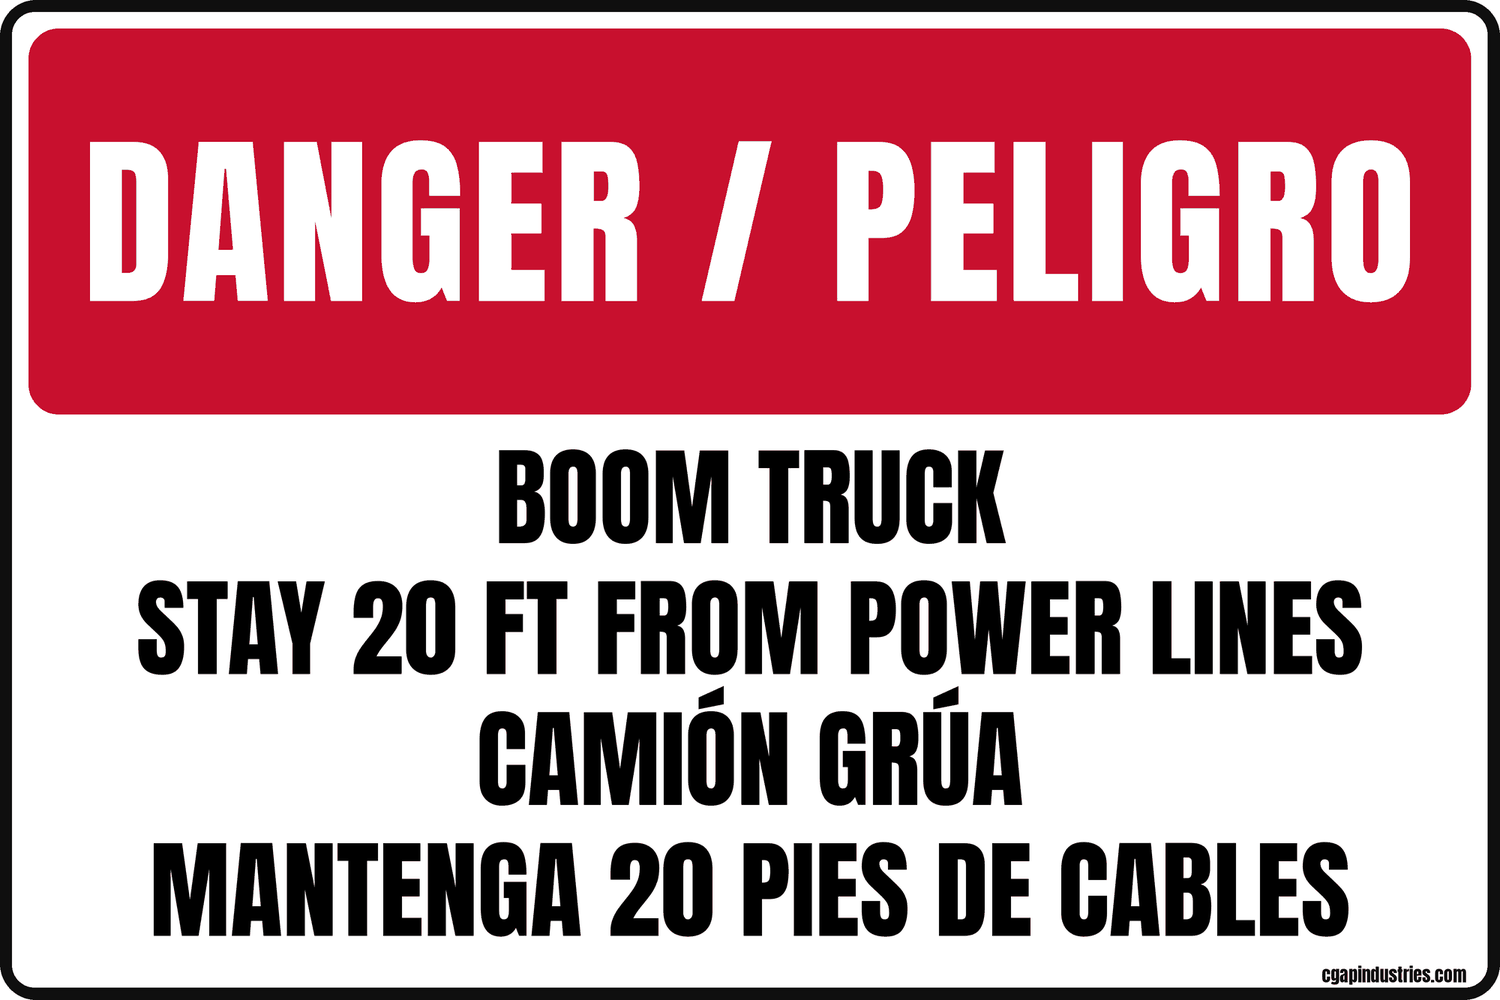 DANGER / PELIGRO
BOOM TRUCK
STAY 20 FT FROM POWER LINES
CAMIÓN GRÚA
MANTENGA 20 PIES DE CABLES
cgapindustries.com